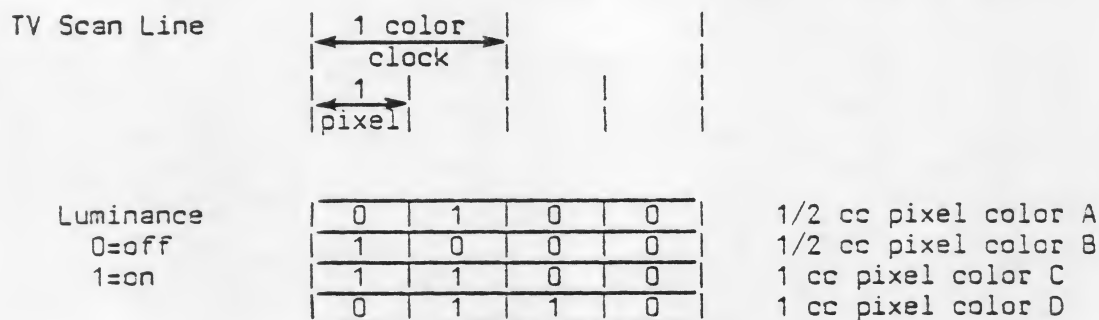 TV Scan Line
1 color
clock
1
pixel
Luminance 0 1 0 0 1/2 cc pixel color A
0=off 1 0 0 0 1/2 cc pixel color B
1=on 1 1 0 0 1 cc pixel color C
0 1 1 0 1 cc pixel color D